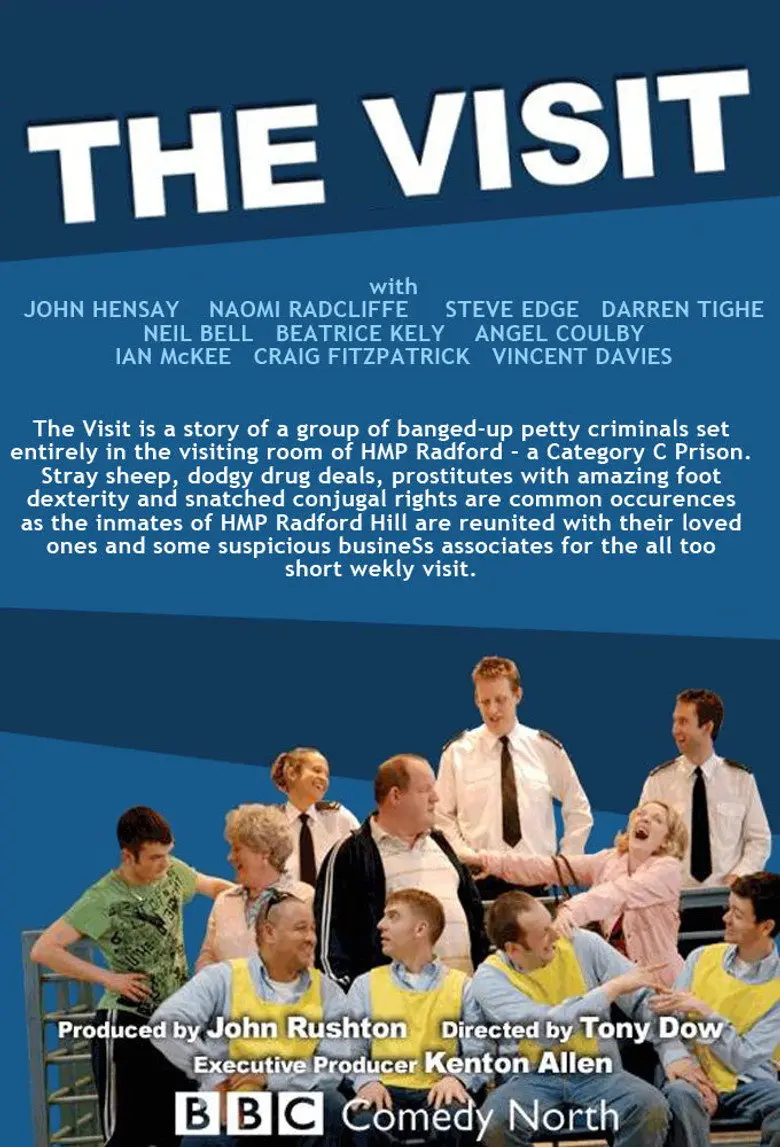 THE VISIT
with
JOHN HENSAY NAOMI RADCLIFFE STEVE EDGE DARREN TIGHE
NEIL BELL BEATRICE KELY ANGEL COULBY
IAN McKEE CRAIG FITZPATRICK VINCENT DAVIES
The Visit is a story of a group of banged-up petty criminals set
entirely in the visiting room of HMP Radford - a Category C Prison.
Stray sheep, dodgy drug deals, prostitutes with amazing foot
dexterity and snatched conjugal rights are common occurences
as the inmates of HMP Radford Hill are reunited with their loved
ones and some suspicious busineSs associates for the all too
short wekly visit.
Produced by John Rushton Directed by Tony Dow
Executive Producer Kenton Allen
BBC Comedy North